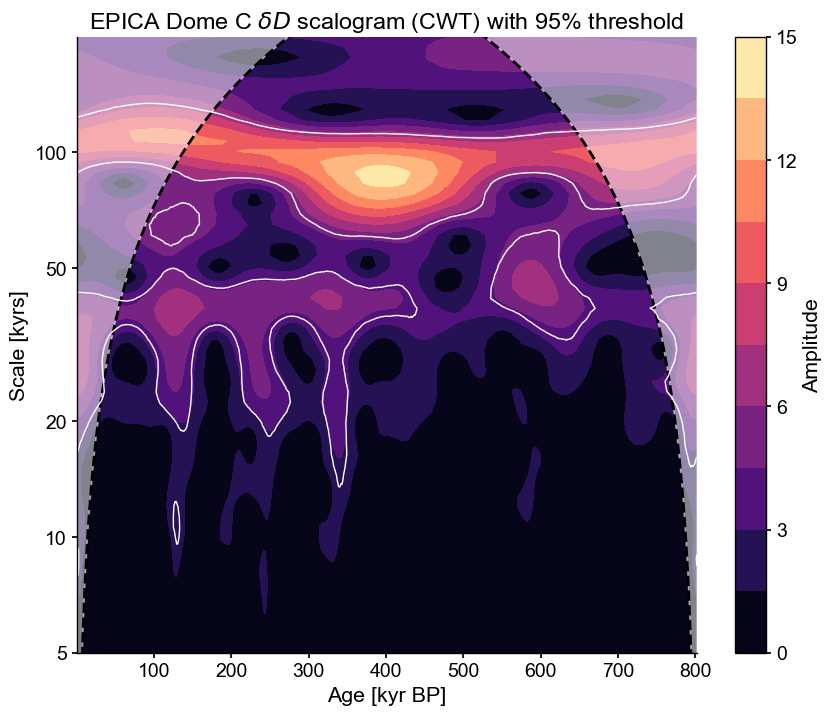 EPICA Dome C δD scalogram (CWT) with 95% threshold
Scale [kyrs]
100
50
20
10
5
100 200 300 400 500 600 700 800
Age [kyr BP]
15
12
9
6
3
0
Amplitude